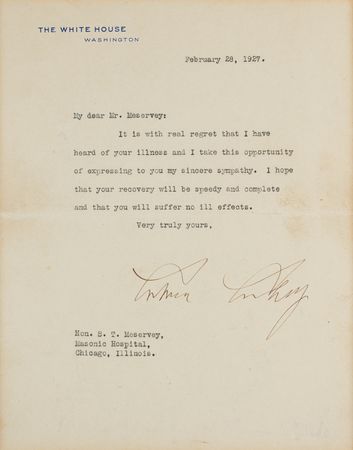 THE WHITE HOUSE
WASHINGTON
February 28, 1927.
My dear Mr. Meservey:
It is with real regret that I have
heard of your illness and I take this opportunity
of expressing to you my sincere sympathy. I hope
that your recovery will be speedy and complete
and that you will suffer no ill effects.
Very truly yours,
Calvin Coolidge
Hon. S. T. Meservey,
Masonic Hospital,
Chicago, Illinois.